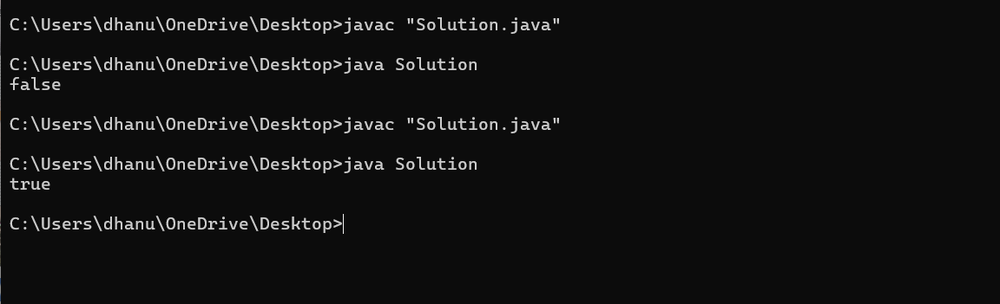 C:\Users\dhanu\OneDrive\Desktop>javac "Solution.java"
C:\Users\dhanu\OneDrive\Desktop>java Solution
false
C:\Users\dhanu\OneDrive\Desktop>javac "Solution.java"
C:\Users\dhanu\OneDrive\Desktop>java Solution
true
C:\Users\dhanu\OneDrive\Desktop>